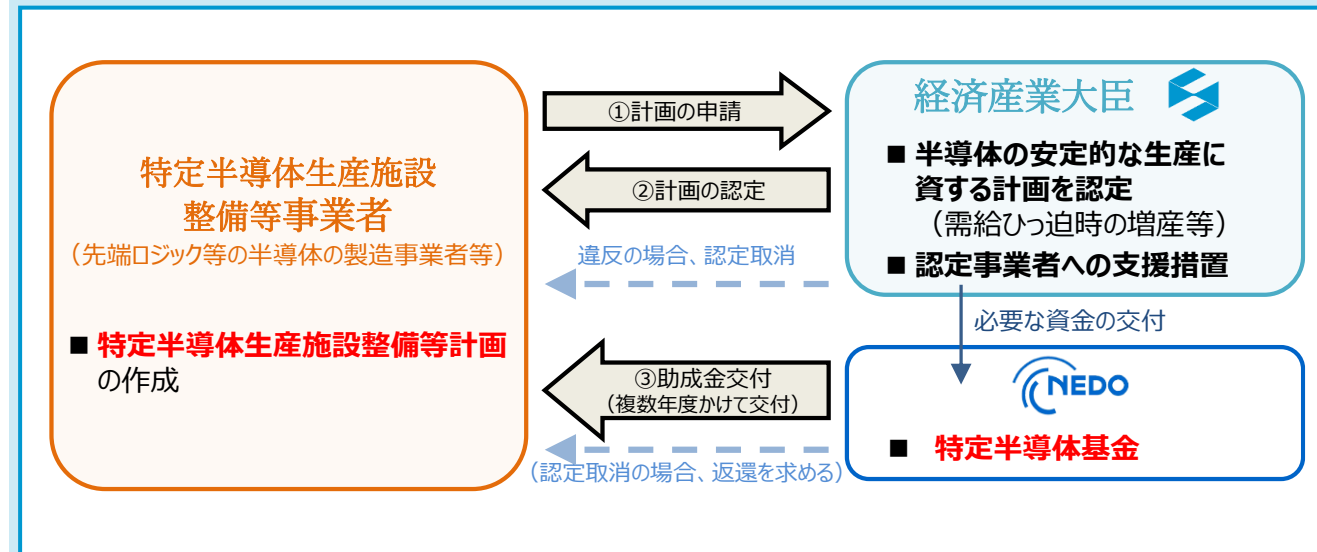 特定半導体生産施設
整備等事業者
（先端ロジック等の半導体の製造事業者等）
■ 特定半導体生産施設整備等計画
の作成
①計画の申請
②計画の認定
違反の場合、認定取消
③助成金交付
（複数年度かけて交付）
（認定取消の場合、返還を求める）
経済産業大臣
■ 半導体の安定的な生産に
資する計画を認定
（需給ひっ迫時の増産等）
■ 認定事業者への支援措置
必要な資金の交付
NEDO
■ 特定半導体基金